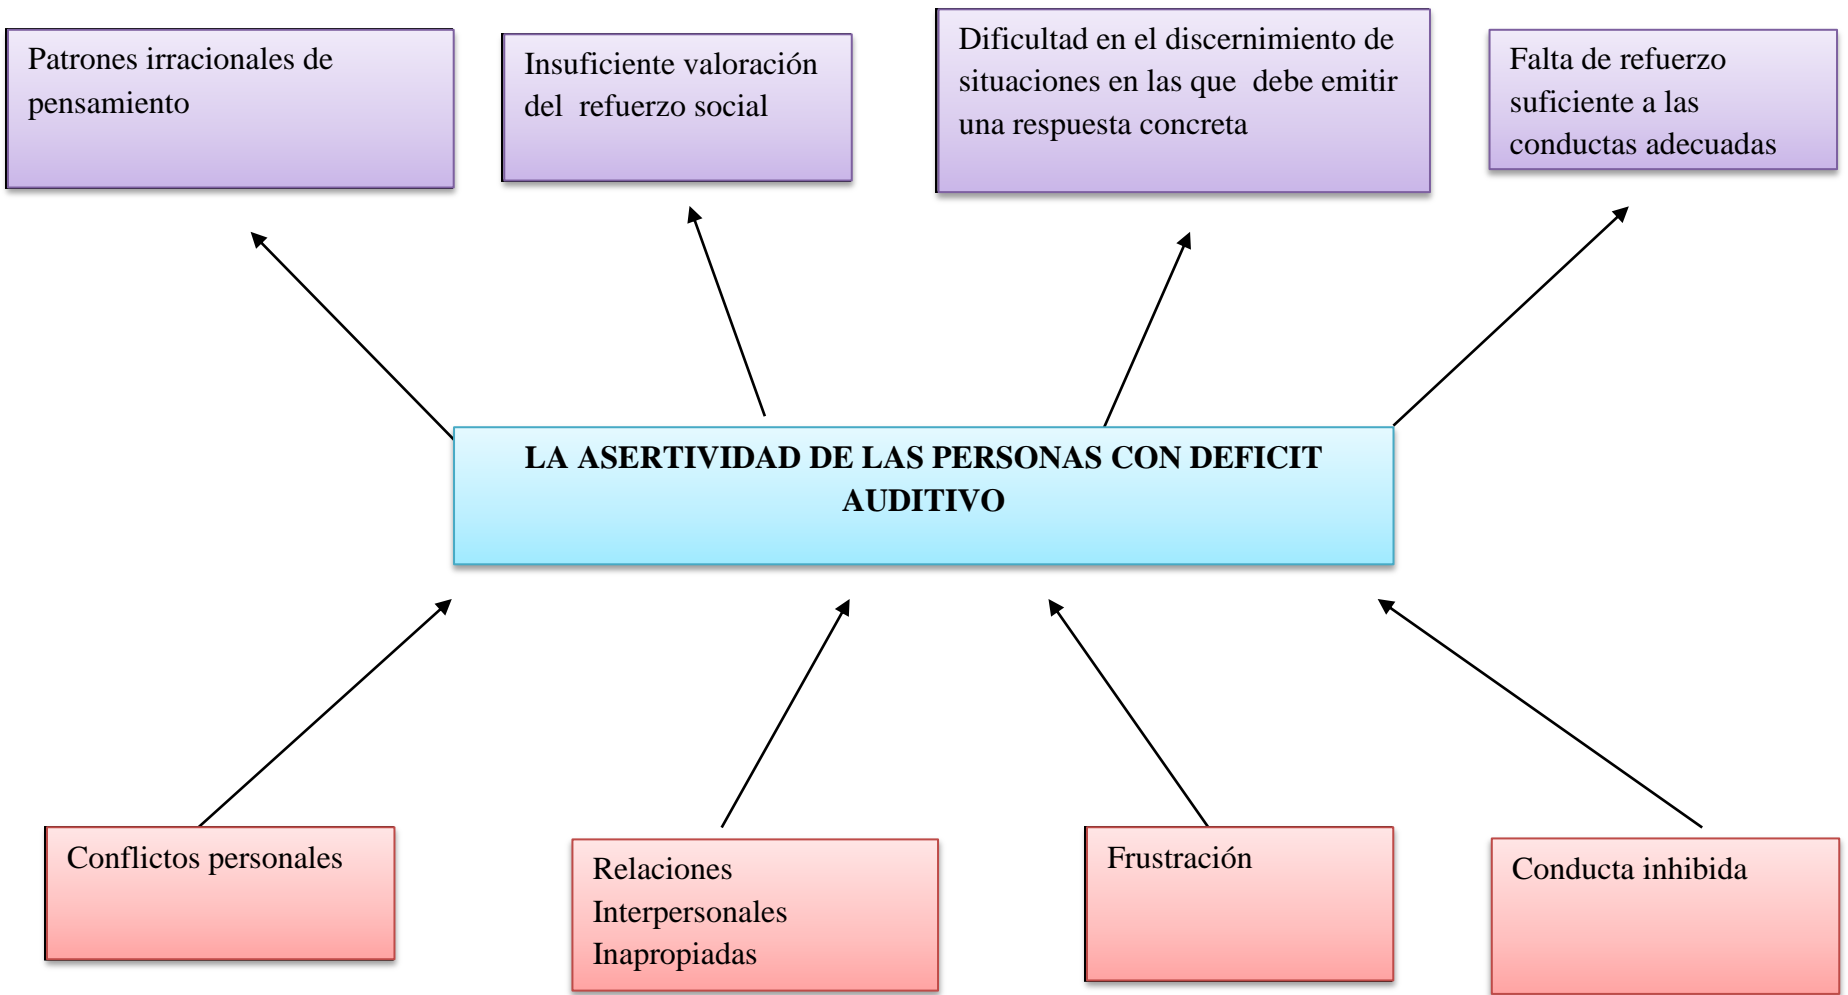 Patrones irracionales de
pensamiento
Insuficiente valoración
del refuerzo social
Dificultad en el discernimiento de
situaciones en las que debe emitir
una respuesta concreta
Falta de refuerzo
suficiente a las
conductas adecuadas
LA ASERTIVIDAD DE LAS PERSONAS CON DEFICIT
AUDITIVO
Conflictos personales
Relaciones
Interpersonales
Inapropiadas
Frustración
Conducta inhibida